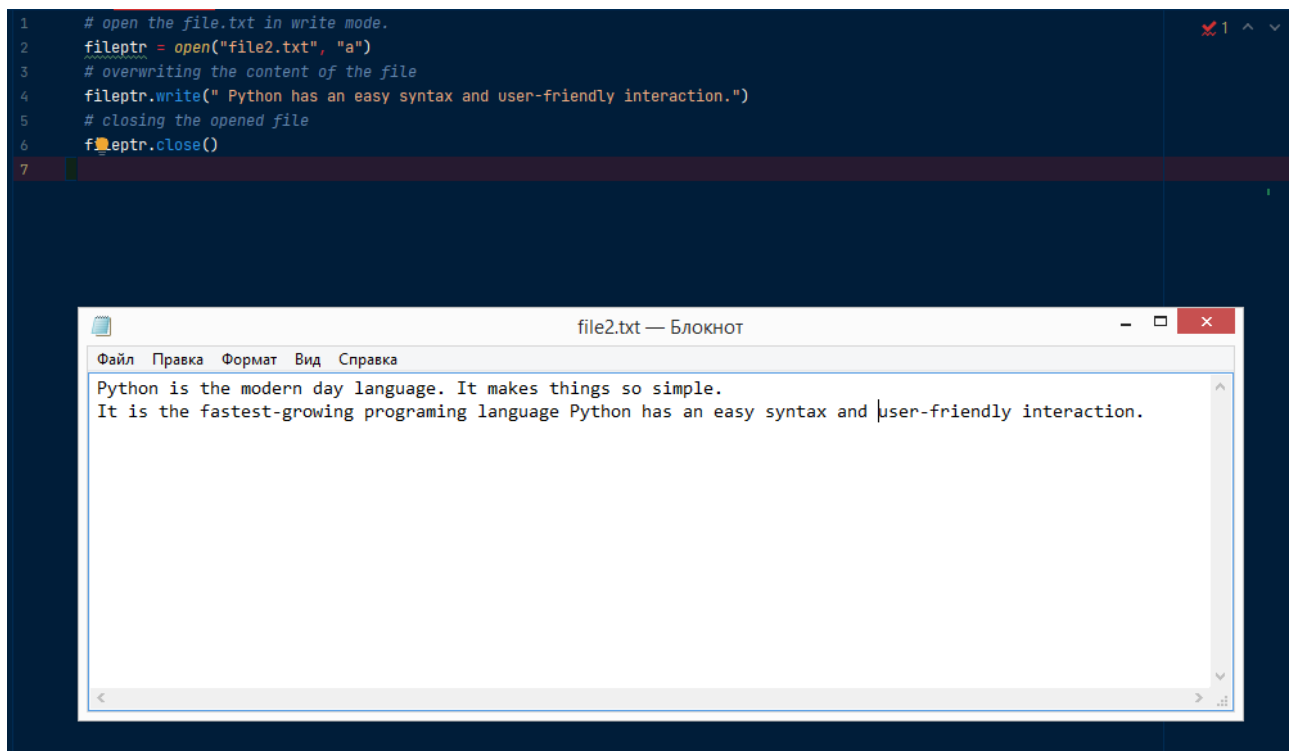 1 # open the file.txt in write mode.
2 fileptr = open("file2.txt", "a")
3 # overwriting the content of the file
4 fileptr.write(" Python has an easy syntax and user-friendly interaction.")
5 # closing the opened file
6 fileptr.close()
7
1
file2.txt — Блокнот
Файл Правка Формат Вид Справка
Python is the modern day language. It makes things so simple.
It is the fastest-growing programing language Python has an easy syntax and user-friendly interaction.